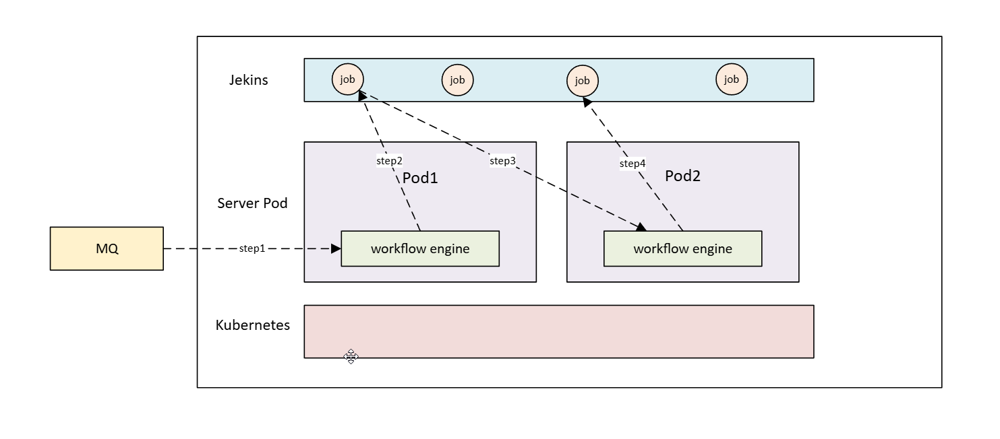 Jekins
job
job
job
job
step2
step3
step4
Pod1
Pod2
Server Pod
MQ
step1
workflow engine
workflow engine
Kubernetes